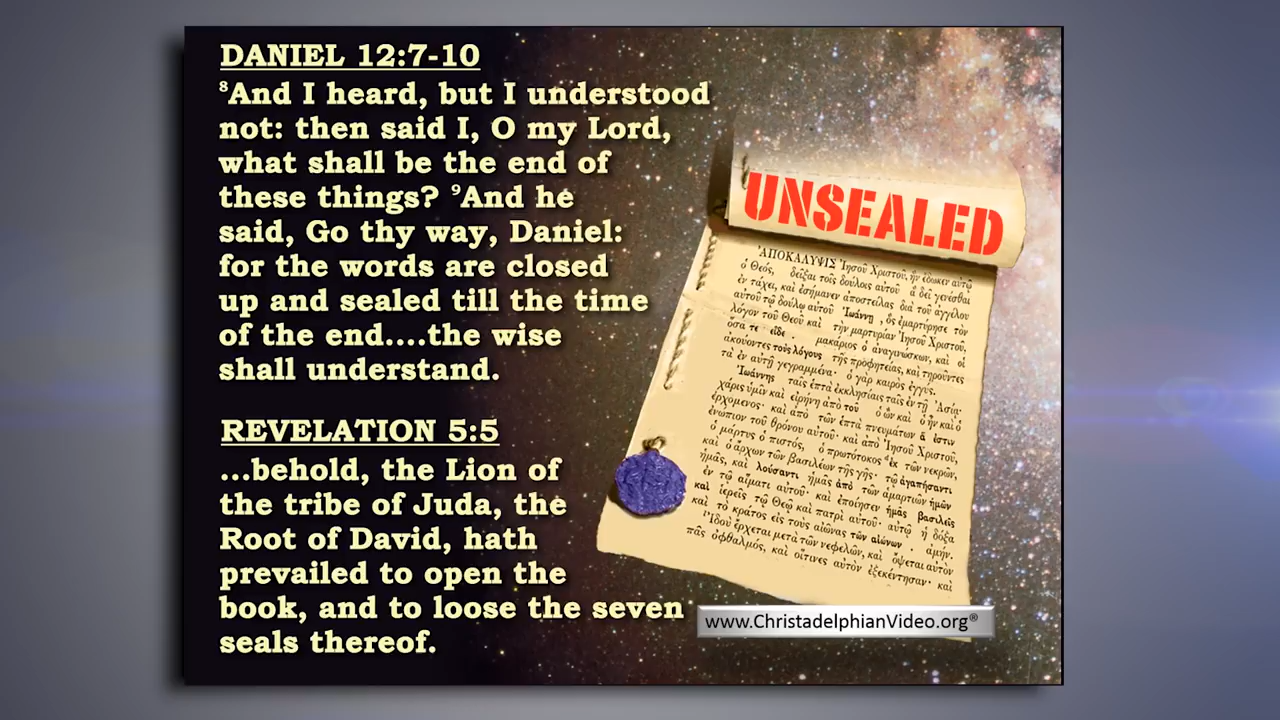 DANIEL 12:7-10
⁸And I heard, but I understood
not: then said I, O my Lord,
what shall be the end of
these things? ⁹And he
said, Go thy way, Daniel:
for the words are closed
up and sealed till the time
of the end....the wise
shall understand.
REVELATION 5:5
...behold, the Lion of
the tribe of Juda, the
Root of David, hath
prevailed to open the
book, and to loose the seven
seals thereof.
UNSEALED
ἈΠΟΚΑΛΥΨΙΣ Ἰησοῦ Χριστοῦ, ἣν ἔδωκεν αὐτῷ
ὁ Θεός, δεῖξαι τοῖς δούλοις αὐτοῦ ἃ δεῖ γενέσθαι
ἐν τάχει, καὶ ἐσήμανεν ἀποστείλας διὰ τοῦ ἀγγέλου
αὐτοῦ τῷ δούλῳ αὐτοῦ Ἰωάννῃ, ὃς ἐμαρτύρησε τὸν
λόγον τοῦ Θεοῦ καὶ τὴν μαρτυρίαν Ἰησοῦ Χριστοῦ,
ὅσα τε εἶδε. μακάριος ὁ ἀναγινώσκων, καὶ οἱ
ἀκούοντες τοὺς λόγους τῆς προφητείας, καὶ τηροῦντες
τὰ ἐν αὐτῇ γεγραμμένα· ὁ γὰρ καιρὸς ἐγγύς.
Ἰωάννης ταῖς ἑπτὰ ἐκκλησίαις ταῖς ἐν τῇ Ἀσίᾳ·
χάρις ὑμῖν καὶ εἰρήνη ἀπὸ τοῦ ὁ ὢν καὶ ὁ ἦν καὶ ὁ
ἐρχόμενος· καὶ ἀπὸ τῶν ἑπτὰ πνευμάτων ἅ ἐστιν
ἐνώπιον τοῦ θρόνου αὐτοῦ· καὶ ἀπὸ Ἰησοῦ Χριστοῦ,
ὁ μάρτυς ὁ πιστός, ὁ πρωτότοκος ἐκ τῶν νεκρῶν,
καὶ ὁ ἄρχων τῶν βασιλέων τῆς γῆς· τῷ ἀγαπήσαντι
ἡμᾶς, καὶ λούσαντι ἡμᾶς ἀπὸ τῶν ἁμαρτιῶν ἡμῶν
ἐν τῷ αἵματι αὐτοῦ· καὶ ἐποίησεν ἡμᾶς βασιλεῖς
καὶ ἱερεῖς τῷ Θεῷ καὶ πατρὶ αὐτοῦ· αὐτῷ ἡ δόξα
καὶ τὸ κράτος εἰς τοὺς αἰῶνας τῶν αἰώνων. ἀμήν.
Ἰδοὺ ἔρχεται μετὰ τῶν νεφελῶν, καὶ ὄψεται αὐτὸν
πᾶς ὀφθαλμός, καὶ οἵτινες αὐτὸν ἐξεκέντησαν· καὶ
www.ChristadelphianVideo.org®